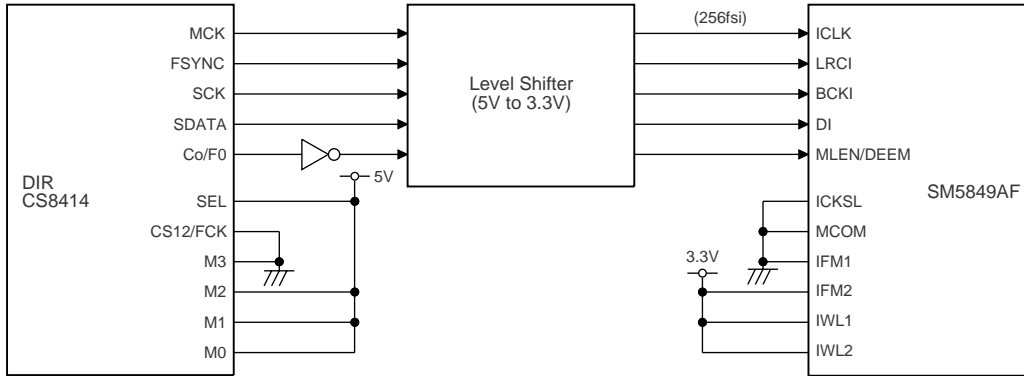 MCK
FSYNC
SCK
SDATA
Co/F0
DIR
CS8414
SEL
CS12/FCK
M3
M2
M1
M0
5V
Level Shifter
(5V to 3.3V)
(256fsi)
3.3V
ICLK
LRCI
BCKI
DI
MLEN/DEEM
SM5849AF
ICKSL
MCOM
IFM1
IFM2
IWL1
IWL2